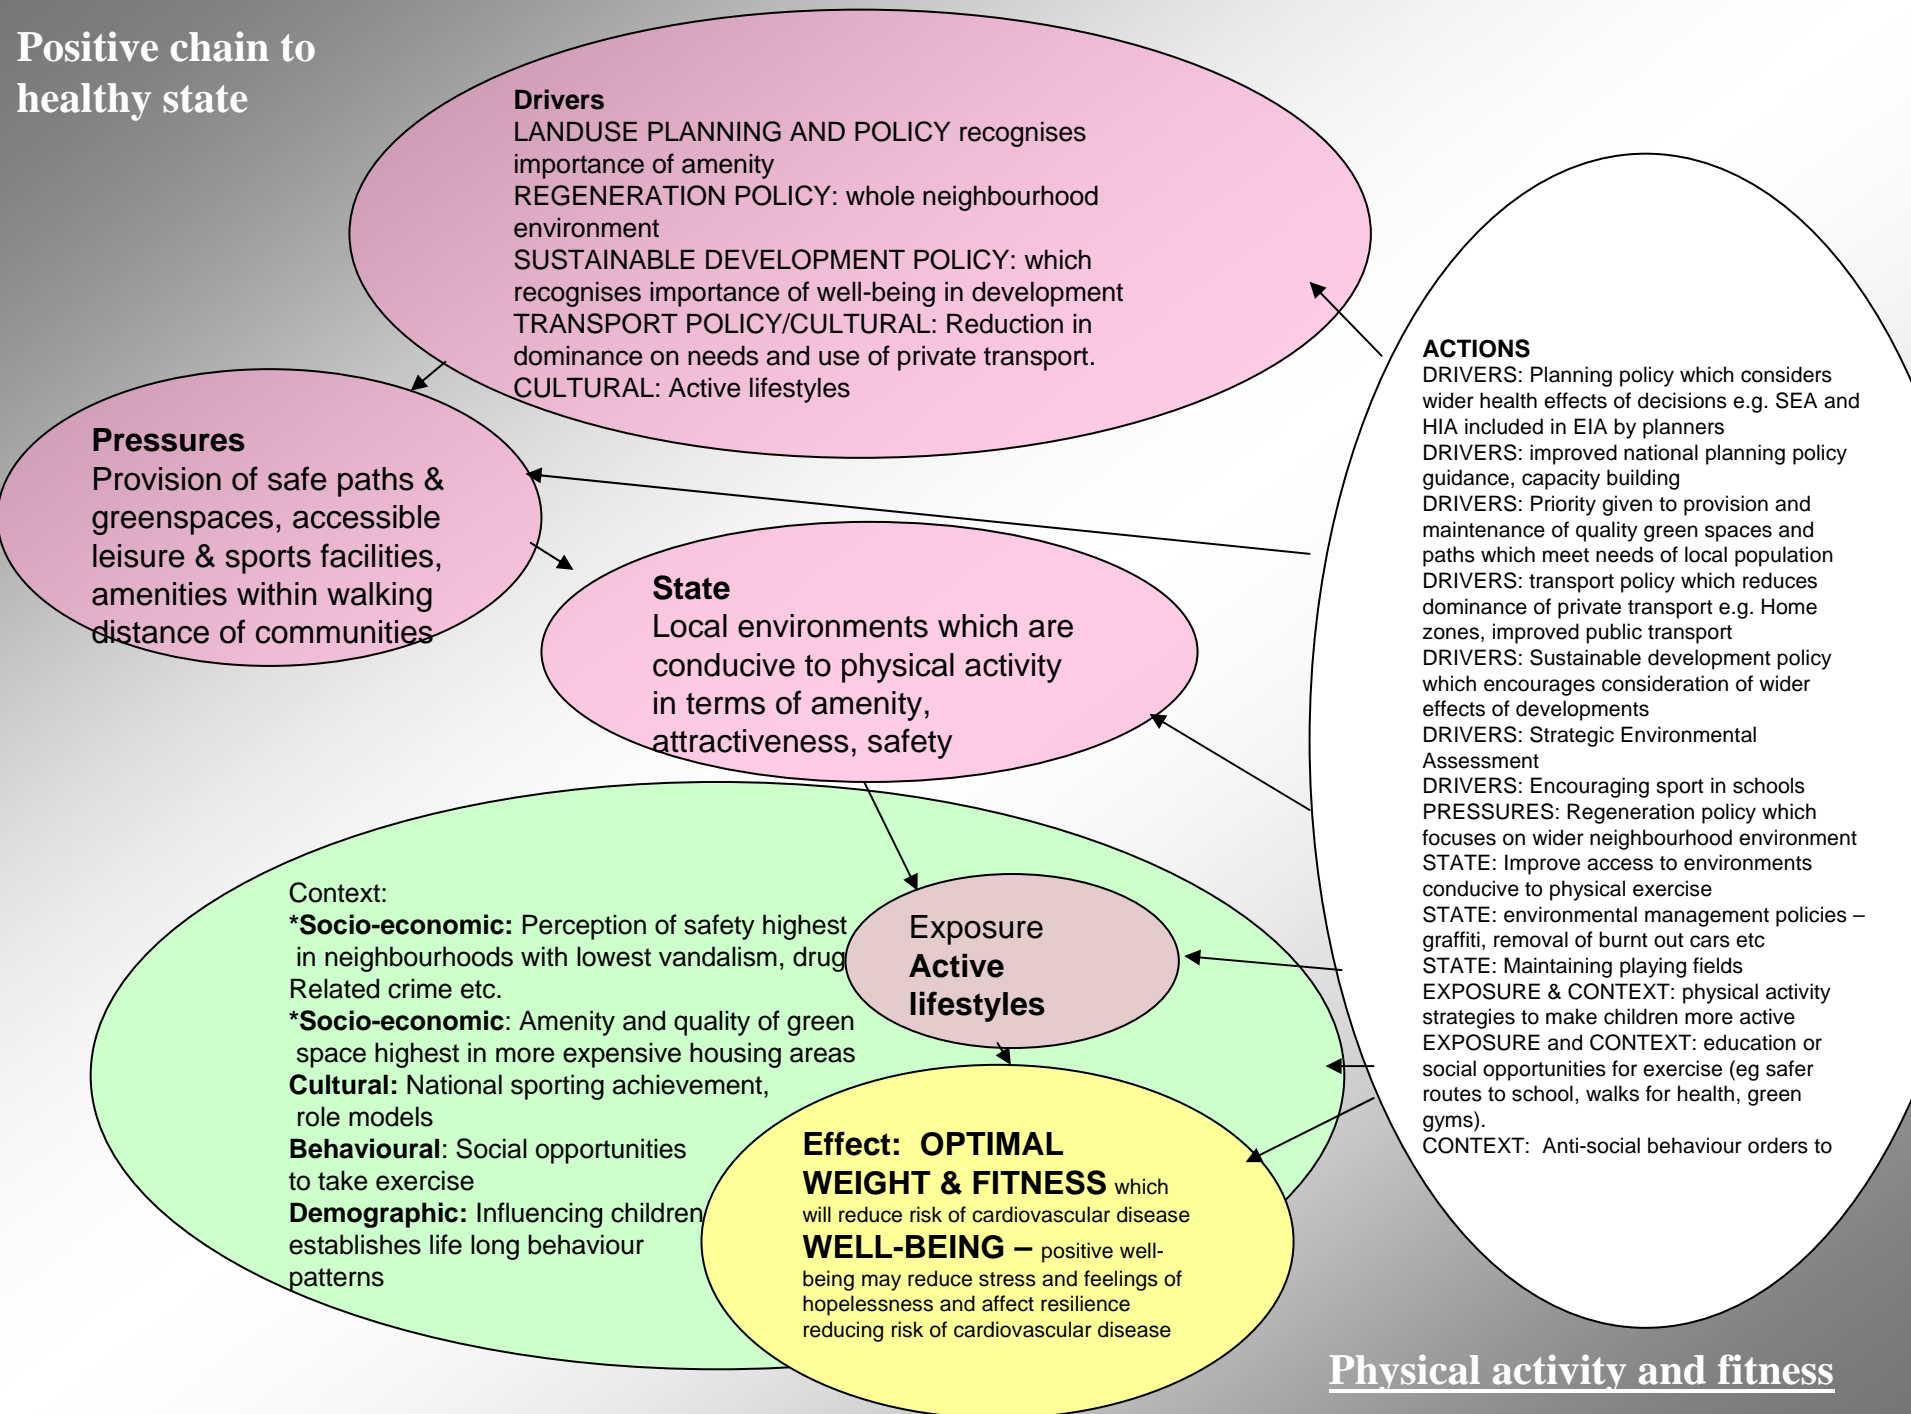 Positive chain to
healthy state
Drivers
LANDUSE PLANNING AND POLICY recognises
importance of amenity
REGENERATION POLICY: whole neighbourhood
environment
SUSTAINABLE DEVELOPMENT POLICY: which
recognises importance of well-being in development
TRANSPORT POLICY/CULTURAL: Reduction in
dominance on needs and use of private transport.
CULTURAL: Active lifestyles
Pressures
Provision of safe paths &
greenspaces, accessible
leisure & sports facilities,
amenities within walking
distance of communities
State
Local environments which are
conducive to physical activity
in terms of amenity,
attractiveness, safety
Context:
*Socio-economic: Perception of safety highest
in neighbourhoods with lowest vandalism, drug
Related crime etc.
*Socio-economic: Amenity and quality of green
space highest in more expensive housing areas
Cultural: National sporting achievement,
role models
Behavioural: Social opportunities
to take exercise
Demographic: Influencing children
establishes life long behaviour
patterns
Exposure
Active
lifestyles
Effect: OPTIMAL
WEIGHT & FITNESS which
will reduce risk of cardiovascular disease
WELL-BEING – positive well-
being may reduce stress and feelings of
hopelessness and affect resilience
reducing risk of cardiovascular disease
ACTIONS
DRIVERS: Planning policy which considers
wider health effects of decisions e.g. SEA and
HIA included in EIA by planners
DRIVERS: improved national planning policy
guidance, capacity building
DRIVERS: Priority given to provision and
maintenance of quality green spaces and
paths which meet needs of local population
DRIVERS: transport policy which reduces
dominance of private transport e.g. Home
zones, improved public transport
DRIVERS: Sustainable development policy
which encourages consideration of wider
effects of developments
DRIVERS: Strategic Environmental
Assessment
DRIVERS: Encouraging sport in schools
PRESSURES: Regeneration policy which
focuses on wider neighbourhood environment
STATE: Improve access to environments
conducive to physical exercise
STATE: environmental management policies –
graffiti, removal of burnt out cars etc
STATE: Maintaining playing fields
EXPOSURE & CONTEXT: physical activity
strategies to make children more active
EXPOSURE and CONTEXT: education or
social opportunities for exercise (eg safer
routes to school, walks for health, green
gyms).
CONTEXT: Anti-social behaviour orders to
Physical activity and fitness